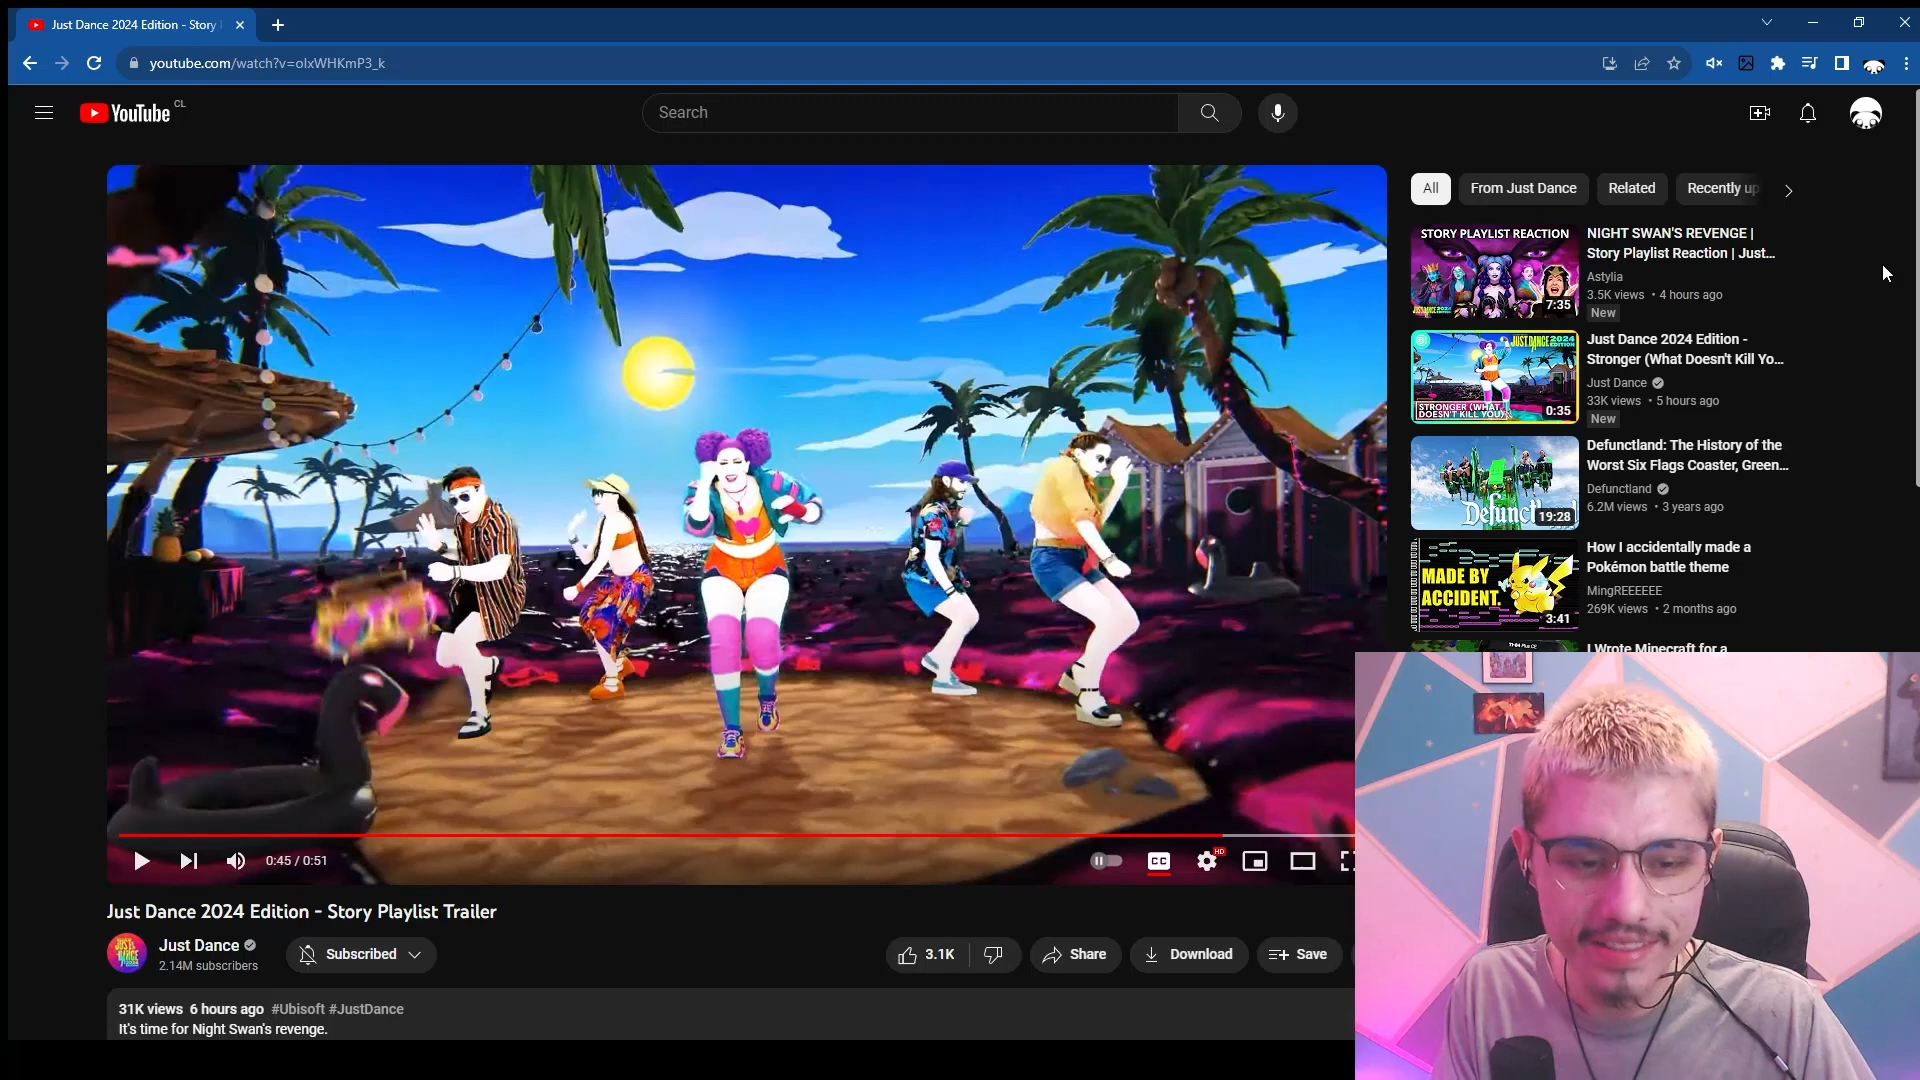 Just Dance 2024 Edition - Story
youtube.com/watch?v=oIxWHKmP3_k
YouTube CL
Search
All
From Just Dance
Related
Recently up
STORY PLAYLIST REACTION
7:35
NIGHT SWAN'S REVENGE |
Story Playlist Reaction | Just...
Astylia
3.5K views • 4 hours ago
New
JUST DANCE 2024
EDITION
STRONGER (WHAT
DOESN'T KILL YOU)
0:35
Just Dance 2024 Edition -
Stronger (What Doesn't Kill Yo...
Just Dance
33K views • 5 hours ago
New
19:28
Defunctland: The History of the
Worst Six Flags Coaster, Green...
Defunctland
6.2M views • 3 years ago
MADE BY
ACCIDENT.
3:41
How I accidentally made a
Pokémon battle theme
MingREEEEEE
269K views • 2 months ago
I Wrote Minecraft for a
0:45 / 0:51
CC
HD
Just Dance 2024 Edition - Story Playlist Trailer
Just Dance
2.14M subscribers
Subscribed
3.1K
Share
Download
Save
31K views 6 hours ago #Ubisoft #JustDance
It's time for Night Swan's revenge.